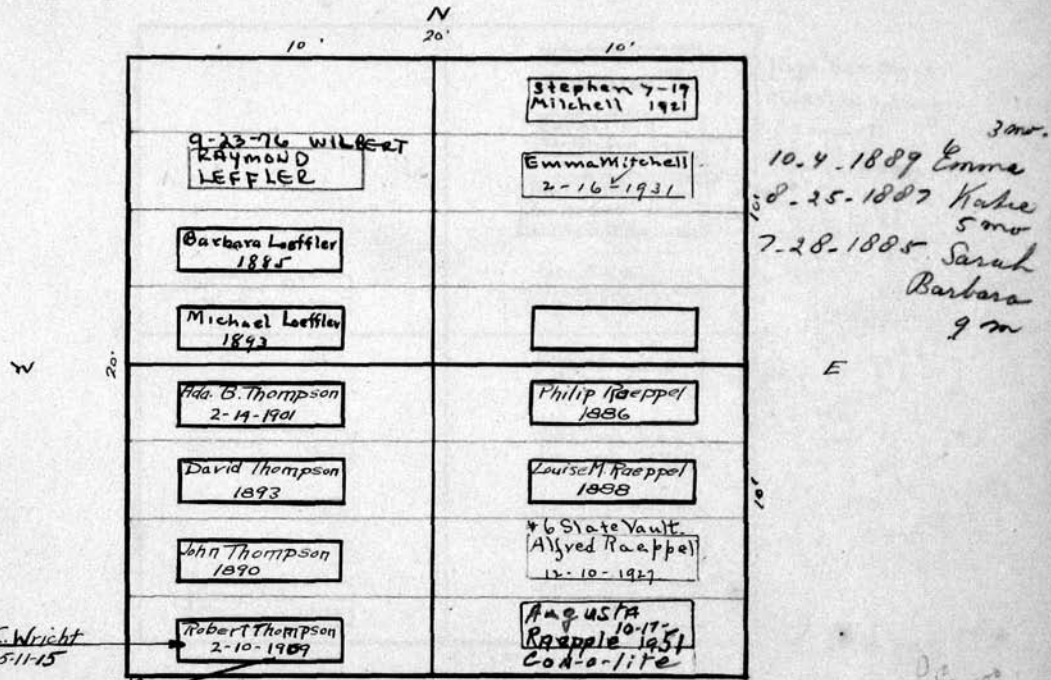 N
10'
20'
10'
Stephen 7-19
Mitchell 1921
9-23-76 WILBERT
RAYMOND
LEFFLER
Emma Mitchell
2-16-1931
3 mo.
10-4-1889 Emma
8-25-1887 Katie
5 mo
7-28-1885 Sarah
Barbara
9 m
10'
Barbara Loeffler
1885
Michael Loeffler
1893
W
20'
E
Ada. B. Thompson
2-14-1901
Philip Raeppel
1886
David Thompson
1893
Louise M. Raeppel
1888
10'
John Thompson
1890
#6 Slate Vault.
Alfred Raeppel
12-10-1927
Wricht
5-11-15
Robert Thompson
2-10-1909
Augusta
Raepple 10-17-1951
Con-o-lite